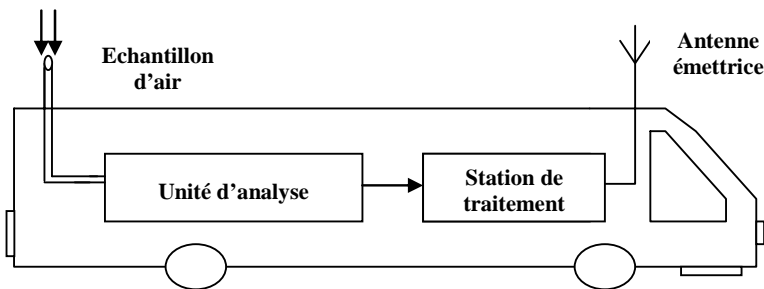 Echantillon
d'air
Antenne
émettrice
Unité d'analyse
Station de
traitement